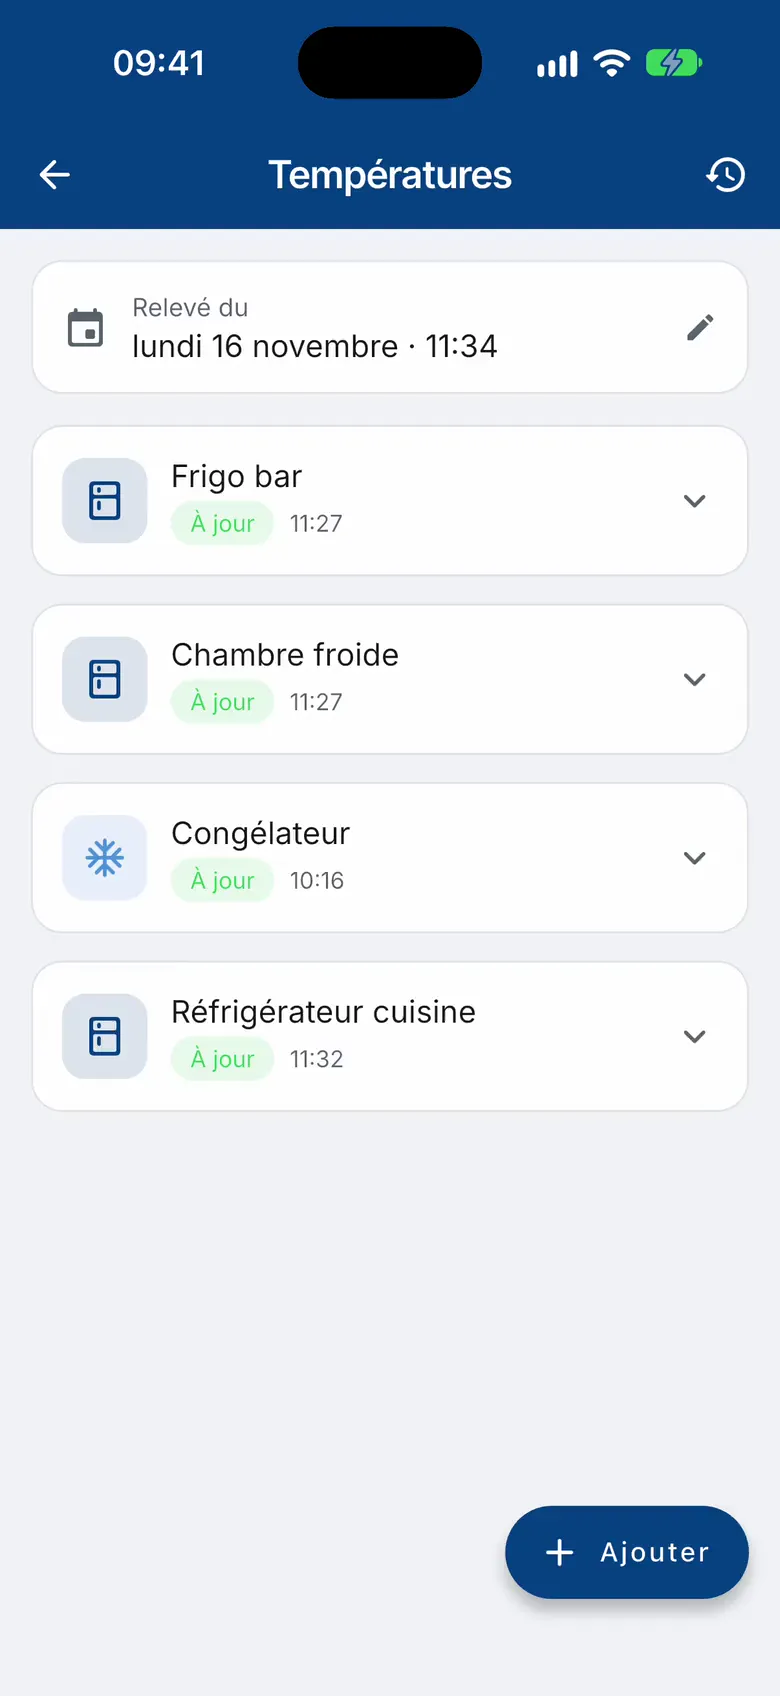 09:41
Températures
Relevé du
lundi 16 novembre · 11:34
Frigo bar
À jour 11:27
Chambre froide
À jour 11:27
Congélateur
À jour 10:16
Réfrigérateur cuisine
À jour 11:32
+ Ajouter